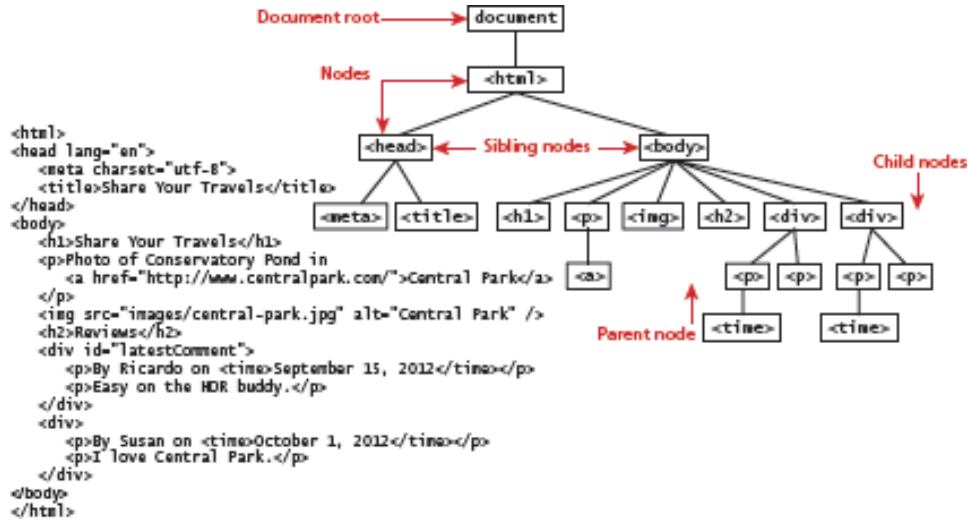 Document root
document
Nodes
<html>
<head>
Sibling nodes
<body>
Child nodes
<meta>
<title>
<h1>
<p>
<img>
<h2>
<div>
<div>
<a>
<p>
<p>
<p>
<p>
Parent node
<time>
<time>
<html>
<head lang="en">
<meta charset="utf-8">
<title>Share Your Travels</title>
</head>
<body>
<h1>Share Your Travels</h1>
<p>Photo of Conservatory Pond in
<a href="http://www.centralpark.com/">Central Park</a>
</p>
<img src="images/central-park.jpg" alt="Central Park" />
<h2>Reviews</h2>
<div id="latestComment">
<p>By Ricardo on <time>September 15, 2012</time></p>
<p>Easy on the HDR buddy.</p>
</div>
<div>
<p>By Susan on <time>October 1, 2012</time></p>
<p>I love Central Park.</p>
</div>
</body>
</html>